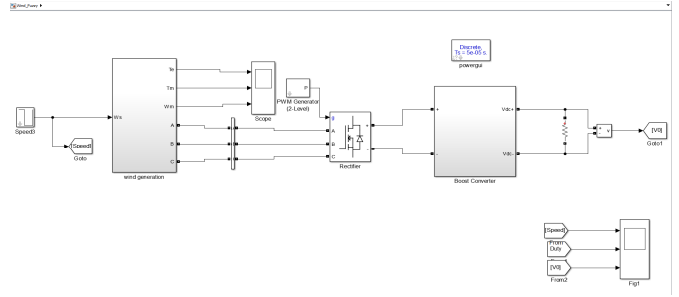 Wind_Fuzzy
Discrete,
Ts = 5e-05 s.
powergui
Te
Tm
Wm
Ws
A
B
C
Speed3
[Speed]
Goto
wind generation
Scope
P
PWM Generator
(2-Level)
g
A
B
C
+
-
Rectifier
+
-
Vdc+
Vdc-
Boost Converter
+
-
v
[V0]
Goto1
[Speed]
From
Duty
[V0]
From2
Fig1